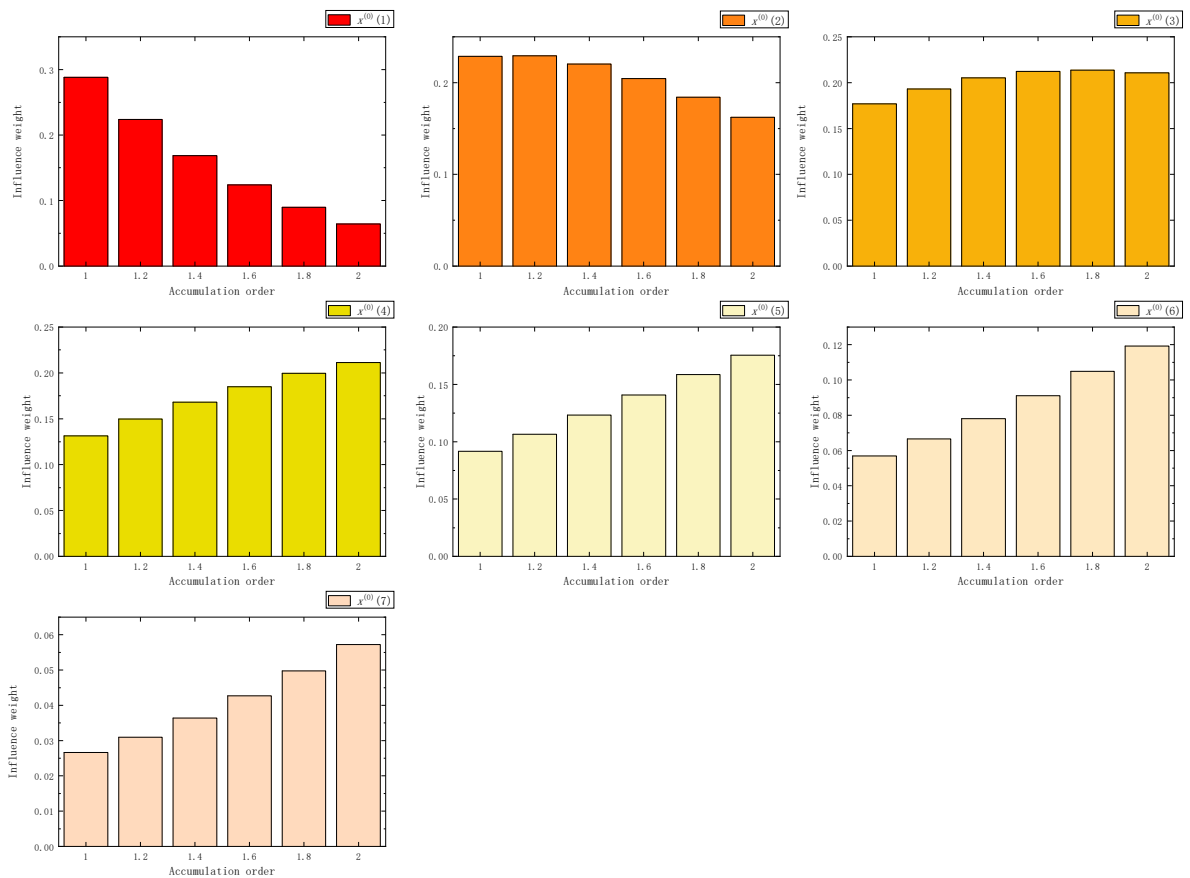 x⁽⁰⁾(1)
Influence weight
0.3
0.2
0.1
0.0
1 1.2 1.4 1.6 1.8 2
Accumulation order
x⁽⁰⁾(2)
Influence weight
0.2
0.1
0.0
1 1.2 1.4 1.6 1.8 2
Accumulation order
x⁽⁰⁾(3)
Influence weight
0.25
0.20
0.15
0.10
0.05
0.00
1 1.2 1.4 1.6 1.8 2
Accumulation order
x⁽⁰⁾(4)
Influence weight
0.25
0.20
0.15
0.10
0.05
0.00
1 1.2 1.4 1.6 1.8 2
Accumulation order
x⁽⁰⁾(5)
Influence weight
0.20
0.15
0.10
0.05
0.00
1 1.2 1.4 1.6 1.8 2
Accumulation order
x⁽⁰⁾(6)
Influence weight
0.12
0.10
0.08
0.06
0.04
0.02
0.00
1 1.2 1.4 1.6 1.8 2
Accumulation order
x⁽⁰⁾(7)
Influence weight
0.06
0.05
0.04
0.03
0.02
0.01
0.00
1 1.2 1.4 1.6 1.8 2
Accumulation order